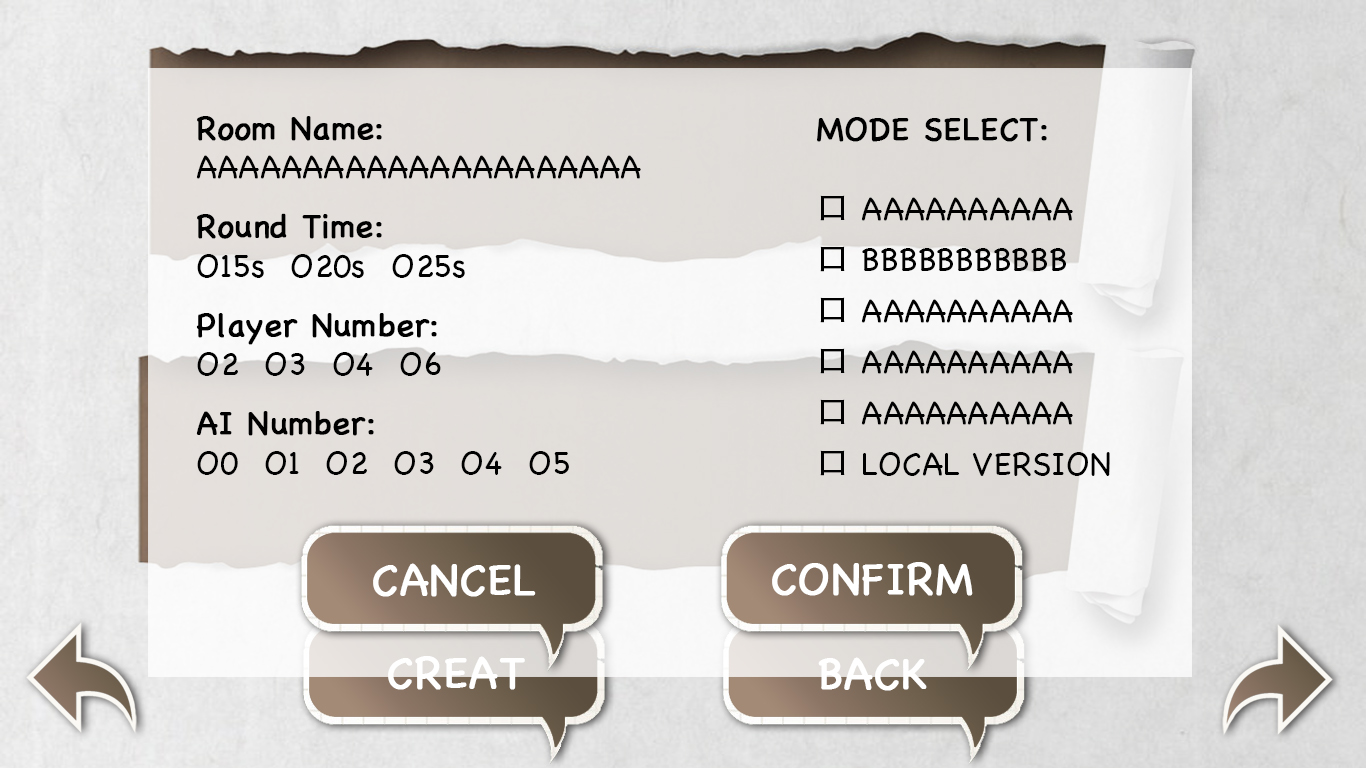 Room Name:
AAAAAAAAAAAAAAAAAAAAA
Round Time:
O15s O20s O25s
Player Number:
O2 O3 O4 O6
AI Number:
O0 O1 O2 O3 O4 O5
MODE SELECT:
□ AAAAAAAAAA
□ BBBBBBBBBBB
□ AAAAAAAAAA
□ AAAAAAAAAA
□ AAAAAAAAAA
□ LOCAL VERSION
CANCEL
CONFIRM
CREAT
BACK